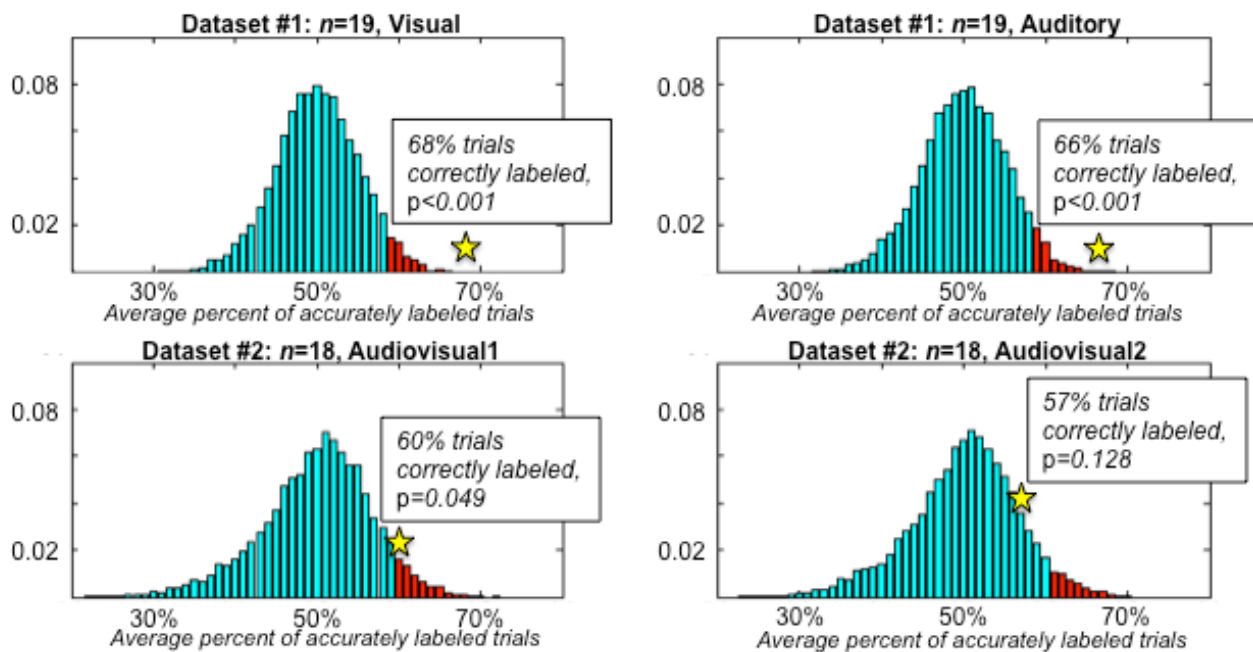 Dataset #1: n=19, Visual
0.08
0.02
68% trials
correctly labeled,
p<0.001
30%
50%
70%
Average percent of accurately labeled trials
Dataset #1: n=19, Auditory
0.08
0.02
66% trials
correctly labeled,
p<0.001
30%
50%
70%
Average percent of accurately labeled trials
Dataset #2: n=18, Audiovisual1
0.08
0.02
60% trials
correctly labeled,
p=0.049
30%
50%
70%
Average percent of accurately labeled trials
Dataset #2: n=18, Audiovisual2
0.08
0.02
57% trials
correctly labeled,
p=0.128
30%
50%
70%
Average percent of accurately labeled trials